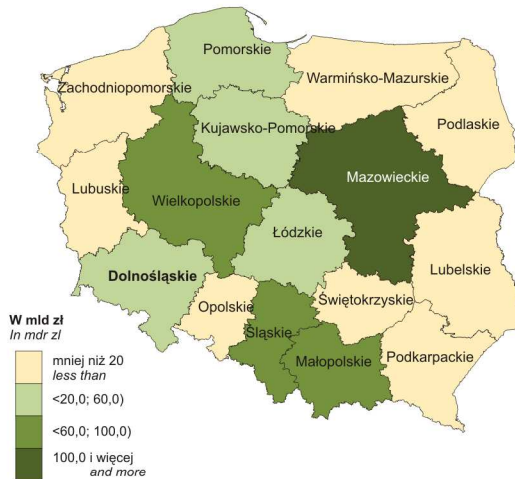 Pomorskie
Warmińsko-Mazurskie
Zachodniopomorskie
Podlaskie
Kujawsko-Pomorskie
Mazowieckie
Lubuskie
Wielkopolskie
Łódzkie
Lubelskie
Dolnośląskie
Opolskie
Świętokrzyskie
Śląskie
Małopolskie
Podkarpackie
W mld zł
In mdr zl
mniej niż 20
less than
<20,0; 60,0)
<60,0; 100,0)
100,0 i więcej
and more